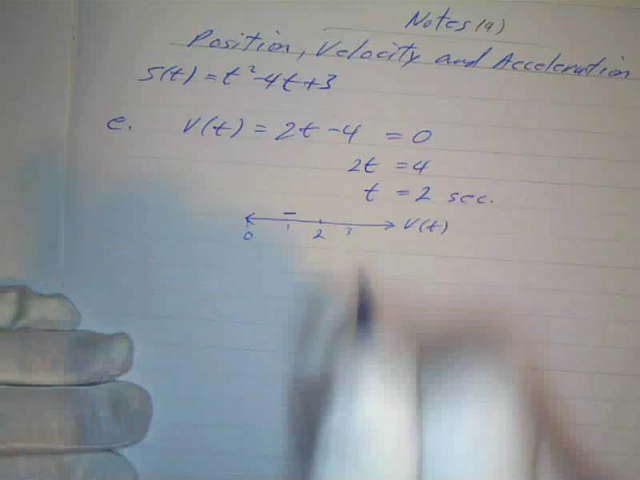 Notes (4)
Position, Velocity and Acceleration
S(t) = t² - 4t + 3
e. V(t) = 2t - 4 = 0
2t = 4
t = 2 sec.
− V(t)
0 1 2 3